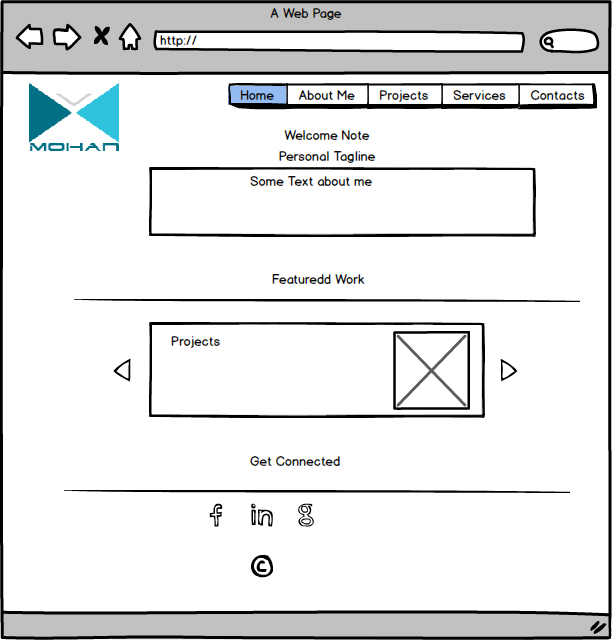 A Web Page
http://
MOHAN
Home About Me Projects Services Contacts
Welcome Note
Personal Tagline
Some Text about me
Featuredd Work
Projects
Get Connected
f in g
©